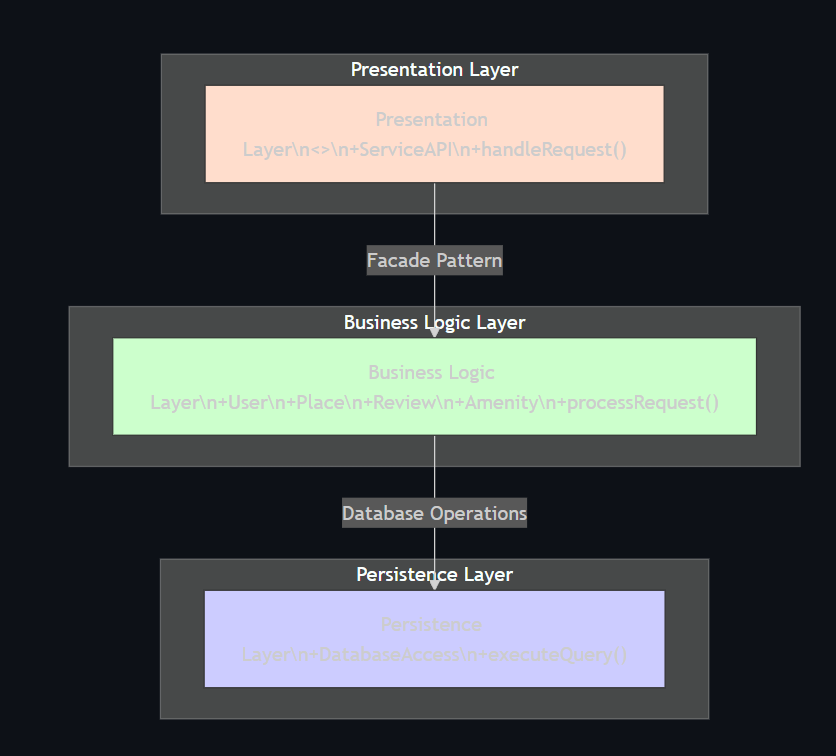 Presentation Layer
Presentation
Layer\n<>\n+ServiceAPI\n+handleRequest()
Facade Pattern
Business Logic Layer
Business Logic
Layer\n+User\n+Place\n+Review\n+Amenity\n+processRequest()
Database Operations
Persistence Layer
Persistence
Layer\n+DatabaseAccess\n+executeQuery()